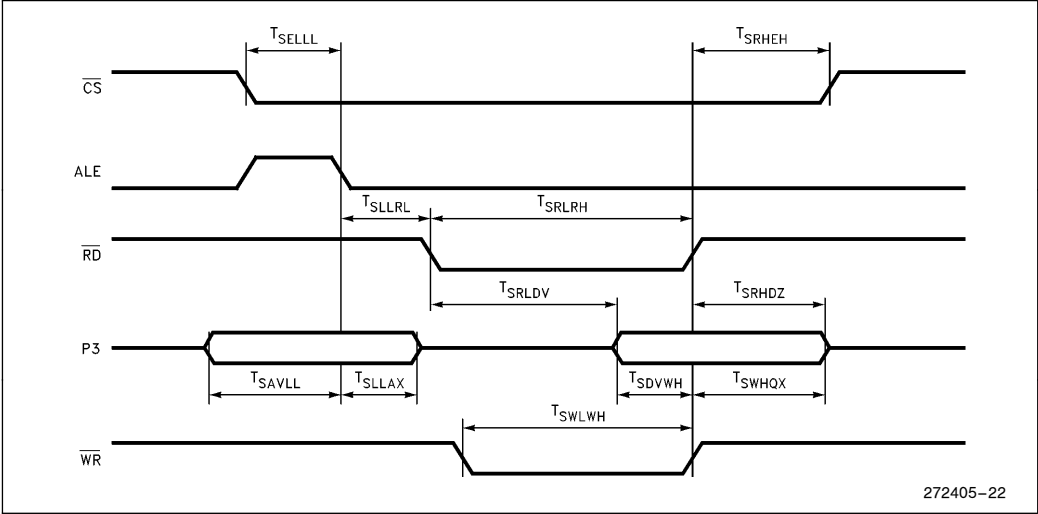 TSELLL TSRHEH
CS
ALE
TSLLRL TSRLRH
RD
TSRLDV TSRHDZ
P3
TSAVLL TSLLAX TSDVWH TSWHQX
TSWLWH
WR
272405-22